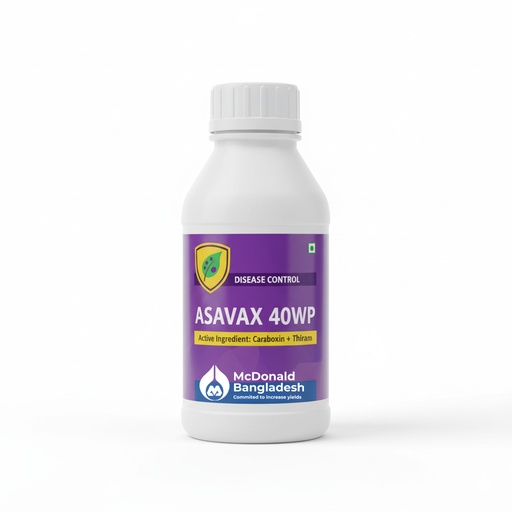 DISEASE CONTROL
ASAVAX 40WP
Active Ingredient: Caraboxin + Thiram
McDonald
Bangladesh
Commited to increase yields